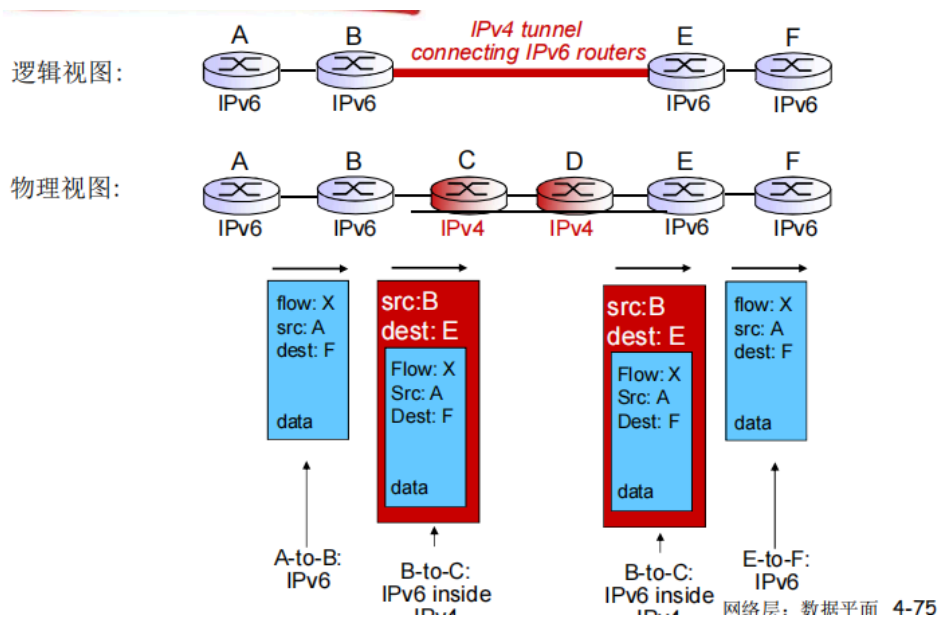 IPv4 tunnel
connecting IPv6 routers
A B E F
逻辑视图:
IPv6 IPv6 IPv6 IPv6
A B C D E F
物理视图:
IPv6 IPv6 IPv4 IPv4 IPv6 IPv6
flow: X
src: A
dest: F
data
src:B
dest: E
Flow: X
Src: A
Dest: F
data
src:B
dest: E
Flow: X
Src: A
Dest: F
data
flow: X
src: A
dest: F
data
A-to-B:
IPv6
B-to-C:
IPv6 inside
IPv4
B-to-C:
IPv6 inside
IPv4
E-to-F:
IPv6
网络层：数据平面 4-75